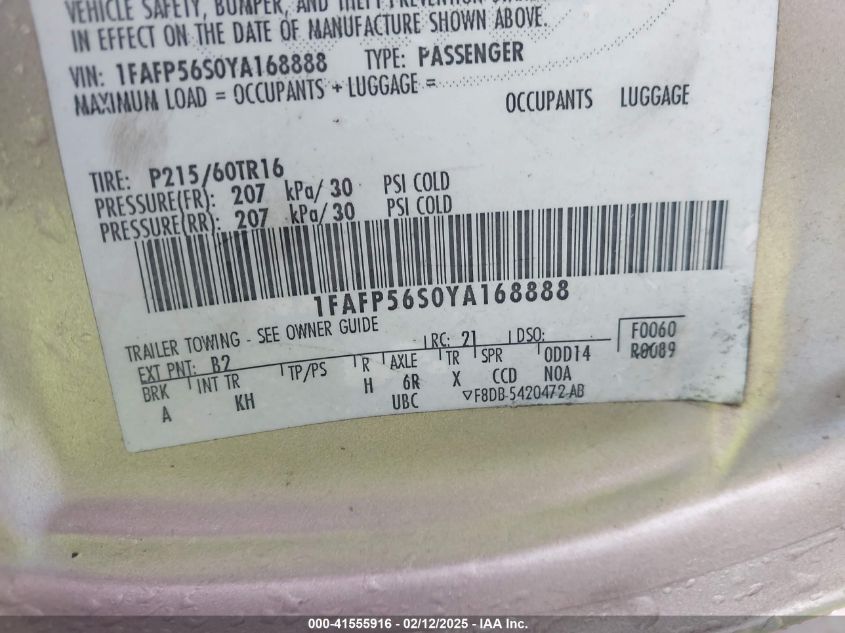 VEHICLE SAFETY, BUMPER, AND THEFT PREVENTION
IN EFFECT ON THE DATE OF MANUFACTURE SHOWN ABOVE.
VIN: 1FAFP56S0YA168888 TYPE: PASSENGER
MAXIMUM LOAD = OCCUPANTS + LUGGAGE =
OCCUPANTS LUGGAGE
TIRE: P215/60TR16
PRESSURE(FR): 207 kPa/ 30 PSI COLD
PRESSURE(RR): 207 kPa/ 30 PSI COLD
1FAFP56S0YA168888
TRAILER TOWING - SEE OWNER GUIDE
EXT PNT: B2 RC: 21 DSO: F0060
BRK INT TR TP/PS R AXLE TR SPR ODD14 R0089
A KH H 6R X CCD NOA
UBC ▽F8DB-5420472-AB
000-41555916 - 02/12/2025 - IAA Inc.